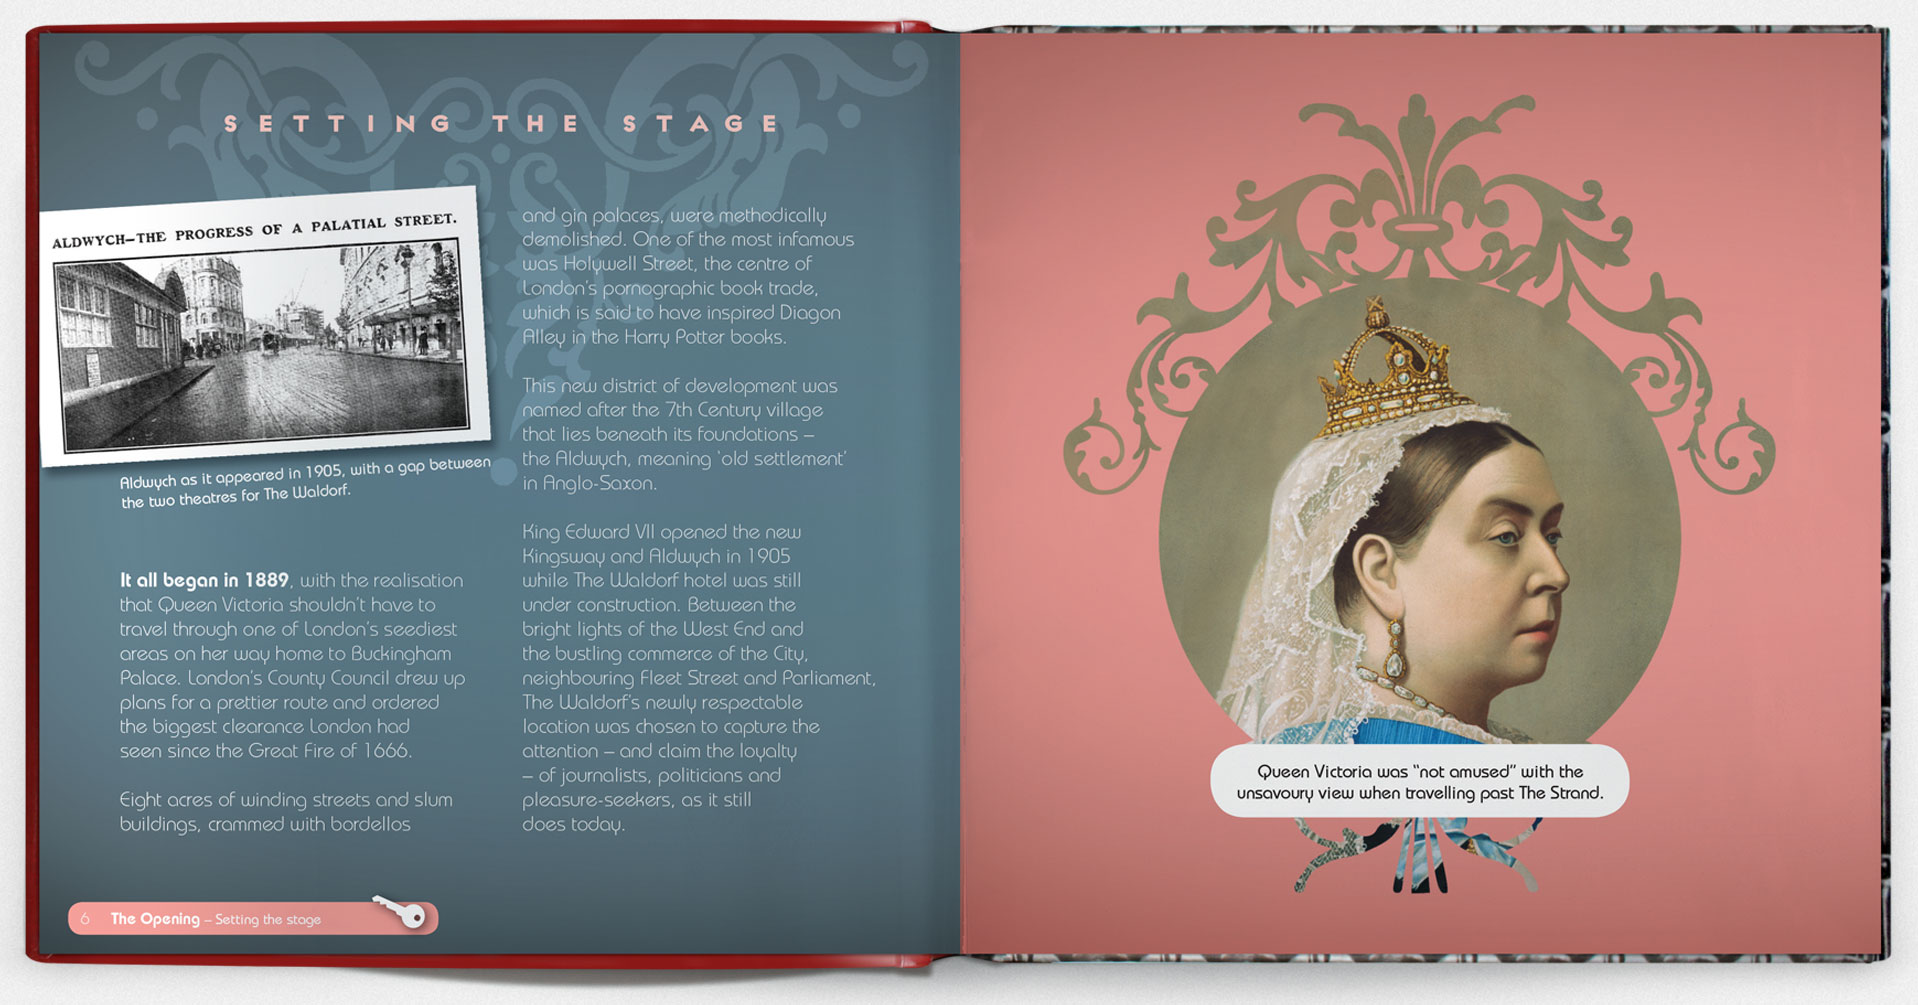 SETTING THE STAGE
ALDWYCH—THE PROGRESS OF A PALATIAL STREET.
Aldwych as it appeared in 1905, with a gap between
the two theatres for The Waldorf.
It all began in 1889, with the realisation
that Queen Victoria shouldn't have to
travel through one of London's seediest
areas on her way home to Buckingham
Palace. London's County Council drew up
plans for a prettier route and ordered
the biggest clearance London had
seen since the Great Fire of 1666.
Eight acres of winding streets and slum
buildings, crammed with bordellos
and gin palaces, were methodically
demolished. One of the most infamous
was Holywell Street, the centre of
London's pornographic book trade,
which is said to have inspired Diagon
Alley in the Harry Potter books.
This new district of development was
named after the 7th Century village
that lies beneath its foundations –
the Aldwych, meaning 'old settlement'
in Anglo-Saxon.
King Edward VII opened the new
Kingsway and Aldwych in 1905
while The Waldorf hotel was still
under construction. Between the
bright lights of the West End and
the bustling commerce of the City,
neighbouring Fleet Street and Parliament,
The Waldorf's newly respectable
location was chosen to capture the
attention – and claim the loyalty
– of journalists, politicians and
pleasure-seekers, as it still
does today.
6 The Opening – Setting the stage
Queen Victoria was "not amused" with the
unsavoury view when travelling past The Strand.